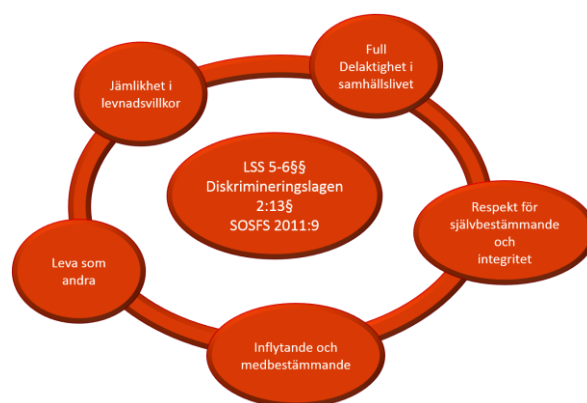 Full
Delaktighet i
samhällslivet
Jämlikhet i
levnadsvillkor
LSS 5-6§§
Diskrimineringslagen
2:13§
SOSFS 2011:9
Respekt för
självbestämmande
och
integritet
Leva som
andra
Inflytande och
medbestämmande